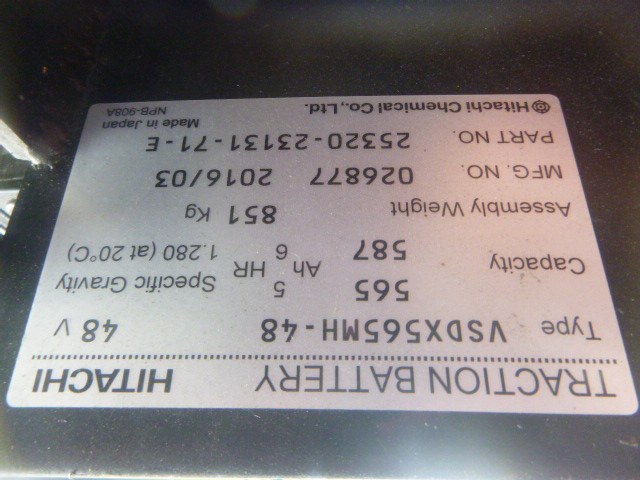 TRACTION BATTERY HITACHI
Type VSDX565MH-48 48 V
Capacity 565 Ah 5 HR Specific Gravity
587 6 1.280 (at 20°C)
Assembly Weight 851 Kg
MFG. NO. 026877 2016/03
PART NO. 25320-23131-71-E Made in Japan
Hitachi Chemical Co., Ltd. NPB-908A